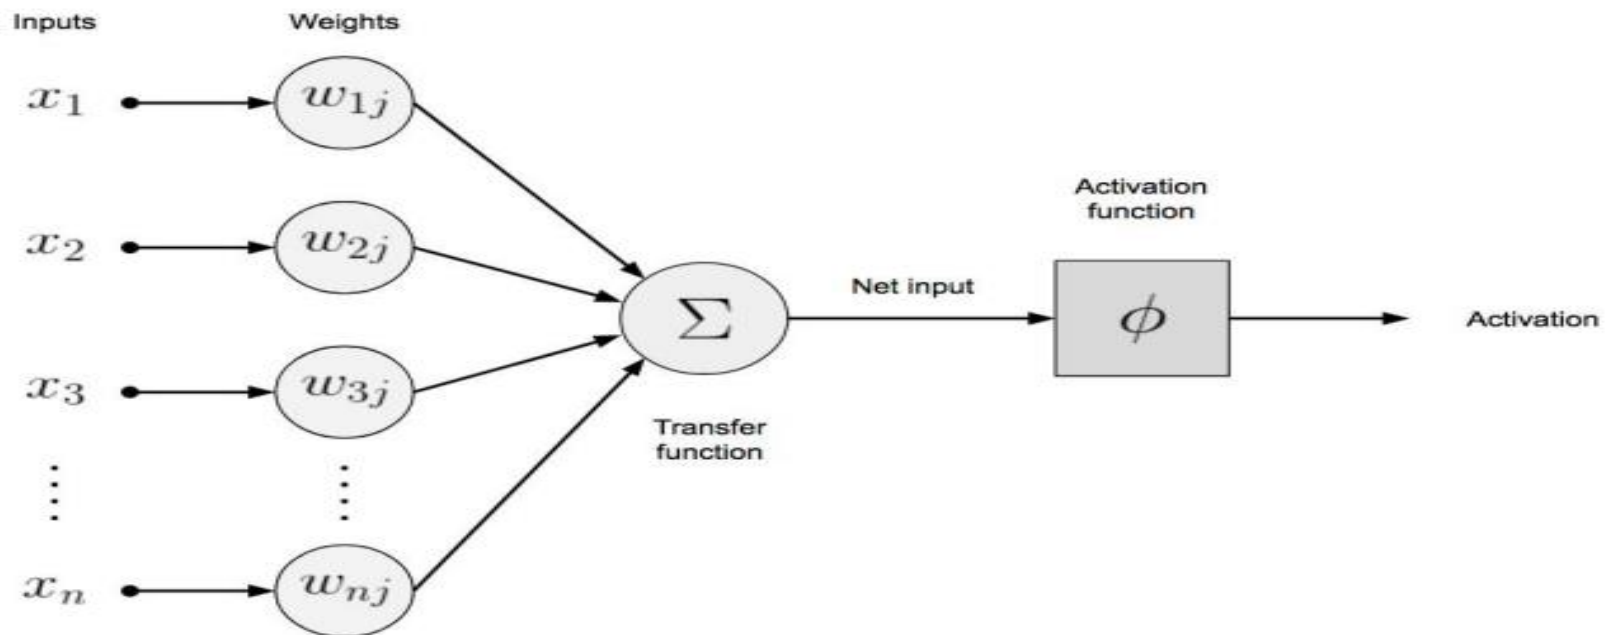 Inputs Weights
x₁ w₁ⱼ
x₂ w₂ⱼ
Activation
function
Net input
Σ
ϕ
Activation
x₃ w₃ⱼ
Transfer
function
xₙ wₙⱼ